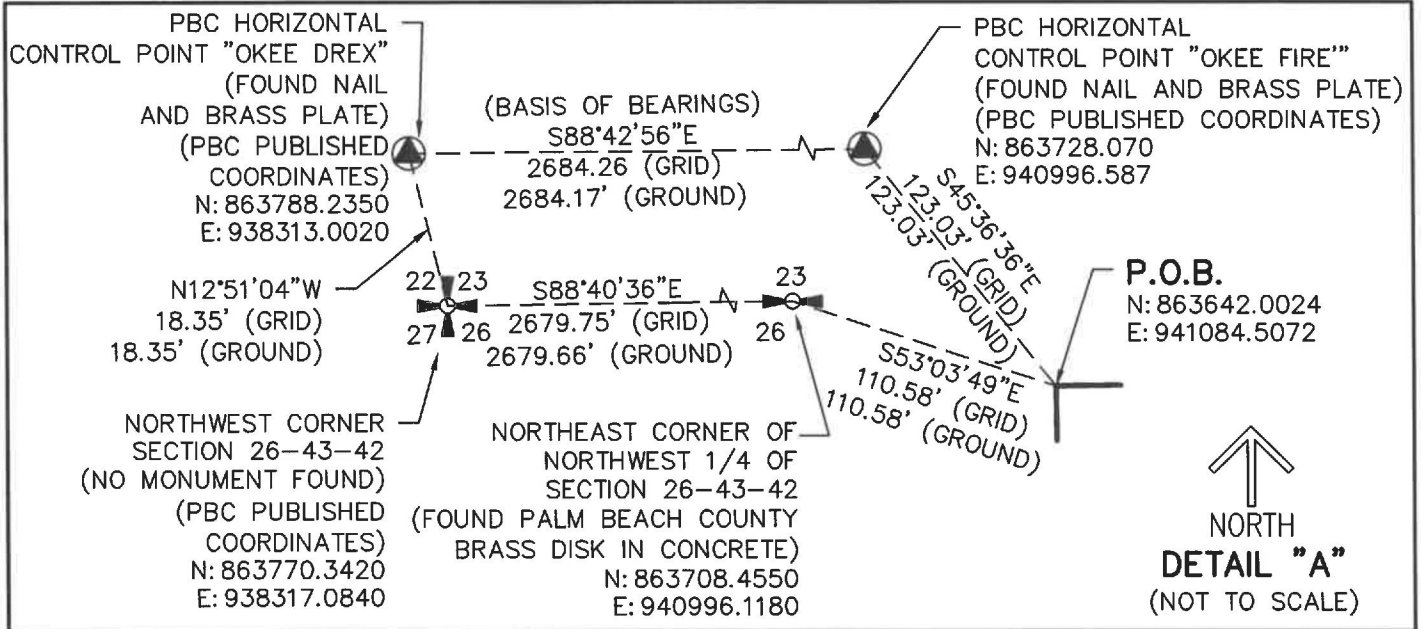 PBC HORIZONTAL
CONTROL POINT "OKEE DREX"
(FOUND NAIL
AND BRASS PLATE)
(PBC PUBLISHED
COORDINATES)
N: 863788.2350
E: 938313.0020
(BASIS OF BEARINGS)
S88°42'56"E
2684.26 (GRID)
2684.17' (GROUND)
PBC HORIZONTAL
CONTROL POINT "OKEE FIRE'"
(FOUND NAIL AND BRASS PLATE)
(PBC PUBLISHED COORDINATES)
N: 863728.070
E: 940996.587
S45°36'36"E
123.03' (GRID)
123.03' (GROUND)
P.O.B.
N: 863642.0024
E: 941084.5072
N12°51'04"W
18.35' (GRID)
18.35' (GROUND)
22 23
27 26
S88°40'36"E
2679.75' (GRID)
2679.66' (GROUND)
23
26
S53°03'49"E
110.58' (GRID)
110.58' (GROUND)
NORTHWEST CORNER
SECTION 26-43-42
(NO MONUMENT FOUND)
(PBC PUBLISHED
COORDINATES)
N: 863770.3420
E: 938317.0840
NORTHEAST CORNER OF
NORTHWEST 1/4 OF
SECTION 26-43-42
(FOUND PALM BEACH COUNTY
BRASS DISK IN CONCRETE)
N: 863708.4550
E: 940996.1180
NORTH
DETAIL "A"
(NOT TO SCALE)